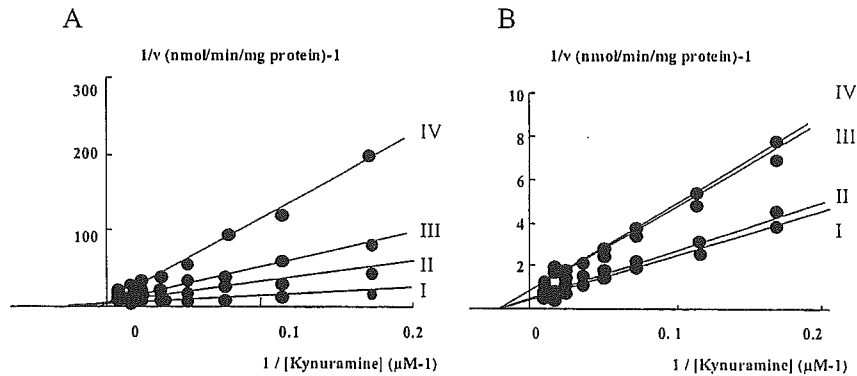 A
1/v (nmol/min/mg protein)-1
300
200
100
IV
III
II
I
0
0.1
0.2
1 / [Kynuramine] (µM-1)
B
1/v (nmol/min/mg protein)-1
10
8
6
4
2
IV
III
II
I
0
0.1
0.2
1 / [Kynuramine] (µM-1)